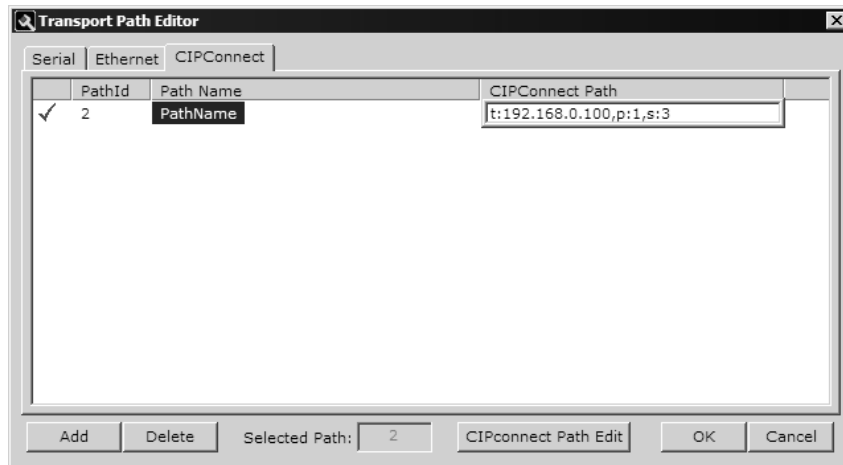 Transport Path Editor
Serial Ethernet CIPConnect
PathId Path Name CIPConnect Path
2 PathName t:192.168.0.100,p:1,s:3
Add Delete Selected Path: 2 CIPconnect Path Edit OK Cancel